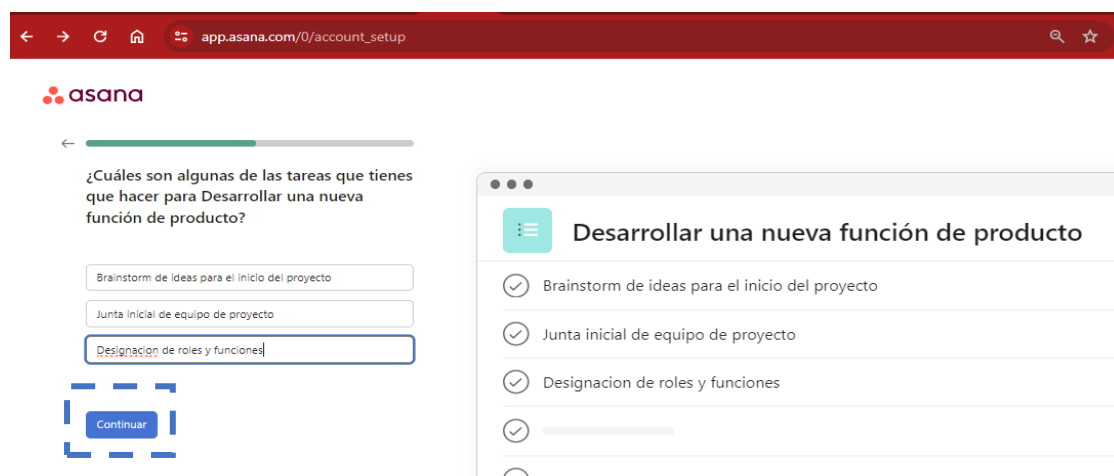 app.asana.com/0/account_setup
asana
¿Cuáles son algunas de las tareas que tienes
que hacer para Desarrollar una nueva
función de producto?
Brainstorm de ideas para el inicio del proyecto
Junta inicial de equipo de proyecto
Designacion de roles y funciones
Continuar
Desarrollar una nueva función de producto
Brainstorm de ideas para el inicio del proyecto
Junta inicial de equipo de proyecto
Designacion de roles y funciones